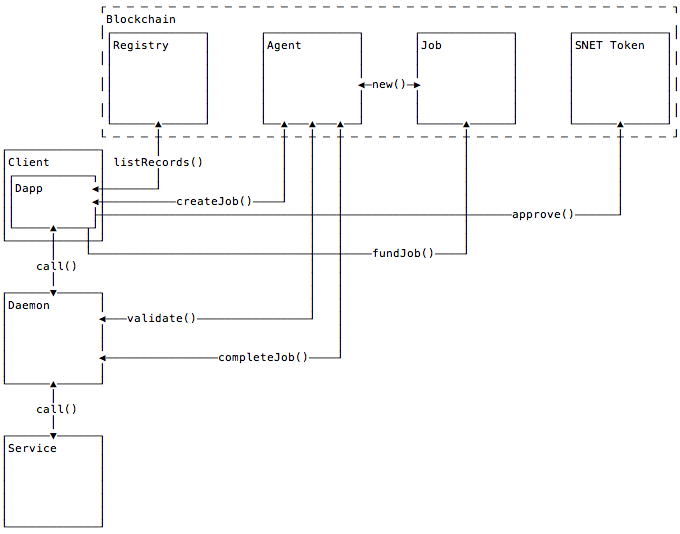 Blockchain
Registry
Agent
Job
SNET Token
new()
Client
listRecords()
Dapp
createJob()
approve()
fundJob()
call()
Daemon
validate()
completeJob()
call()
Service